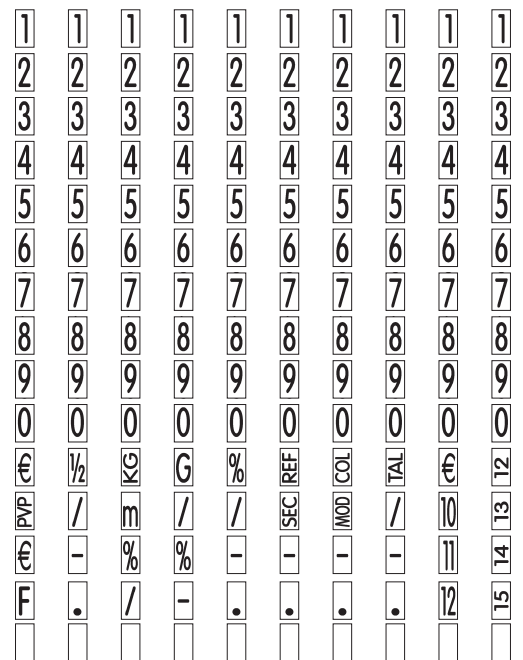 1 1 1 1 1 1 1 1 1 1
2 2 2 2 2 2 2 2 2 2
3 3 3 3 3 3 3 3 3 3
4 4 4 4 4 4 4 4 4 4
5 5 5 5 5 5 5 5 5 5
6 6 6 6 6 6 6 6 6 6
7 7 7 7 7 7 7 7 7 7
8 8 8 8 8 8 8 8 8 8
9 9 9 9 9 9 9 9 9 9
0 0 0 0 0 0 0 0 0 0
€ ½ KG G % REF COL TAL € 12
PVP / m / / SEC MOD / 10 13
€ - % % - - - - 11 14
F . / - . . . . 12 15